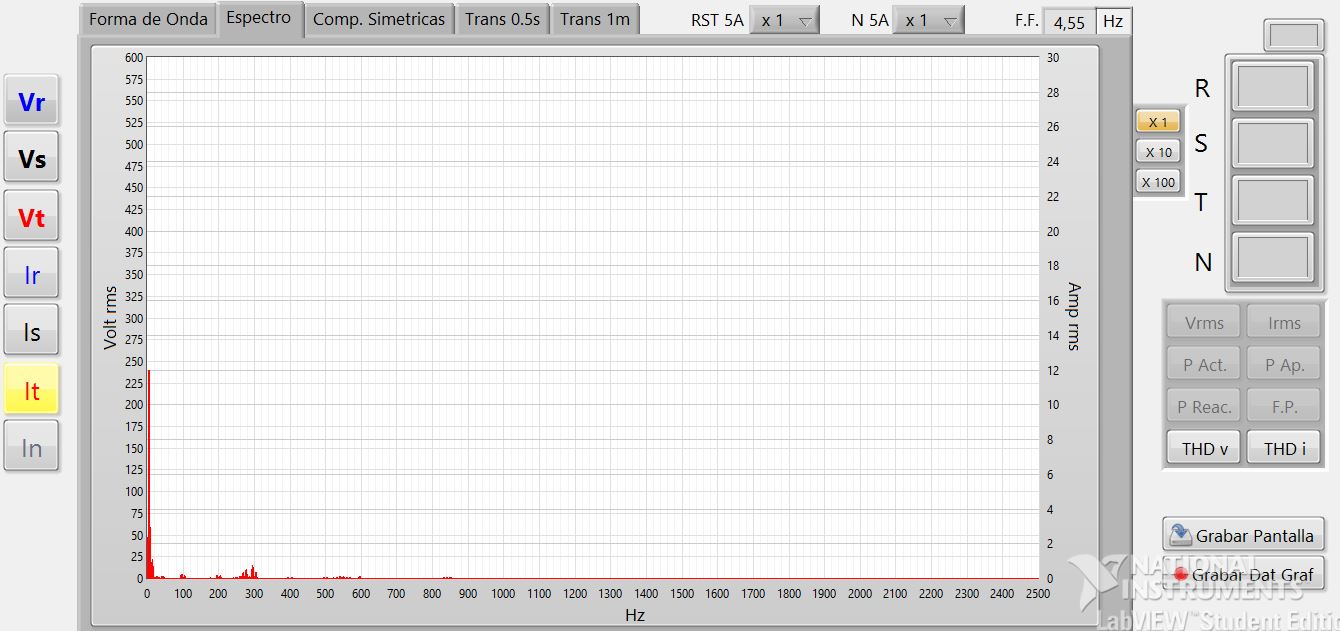 Forma de Onda Espectro Comp. Simetricas Trans 0.5s Trans 1m RST 5A x 1 N 5A x 1 F.F. 4,55 Hz
Vr
Vs
Vt
Ir
Is
It
In
600
575
550
525
500
475
450
425
400
375
350
325
300
275
250
225
200
175
150
125
100
75
50
25
0
Volt rms
0 100 200 300 400 500 600 700 800 900 1000 1100 1200 1300 1400 1500 1600 1700 1800 1900 2000 2100 2200 2300 2400 2500
Hz
30
28
26
24
22
20
18
16
14
12
10
8
6
4
2
0
Amp rms
X 1
X 10
X 100
R
S
T
N
Vrms Irms
P Act. P Ap.
P Reac. F.P.
THD v THD i
Grabar Pantalla
Grabar Dat Graf
NATIONAL
INSTRUMENTS
LabVIEW™ Student Editio